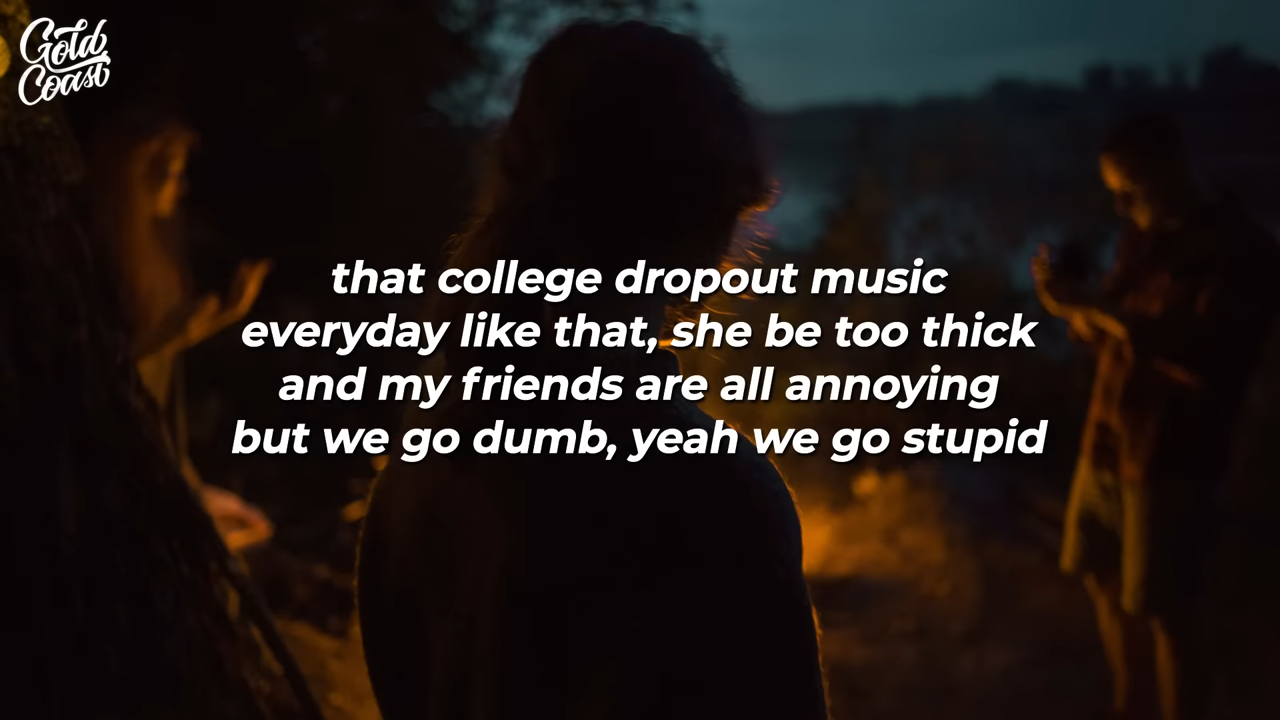 Gold
Coast
that college dropout music
everyday like that, she be too thick
and my friends are all annoying
but we go dumb, yeah we go stupid